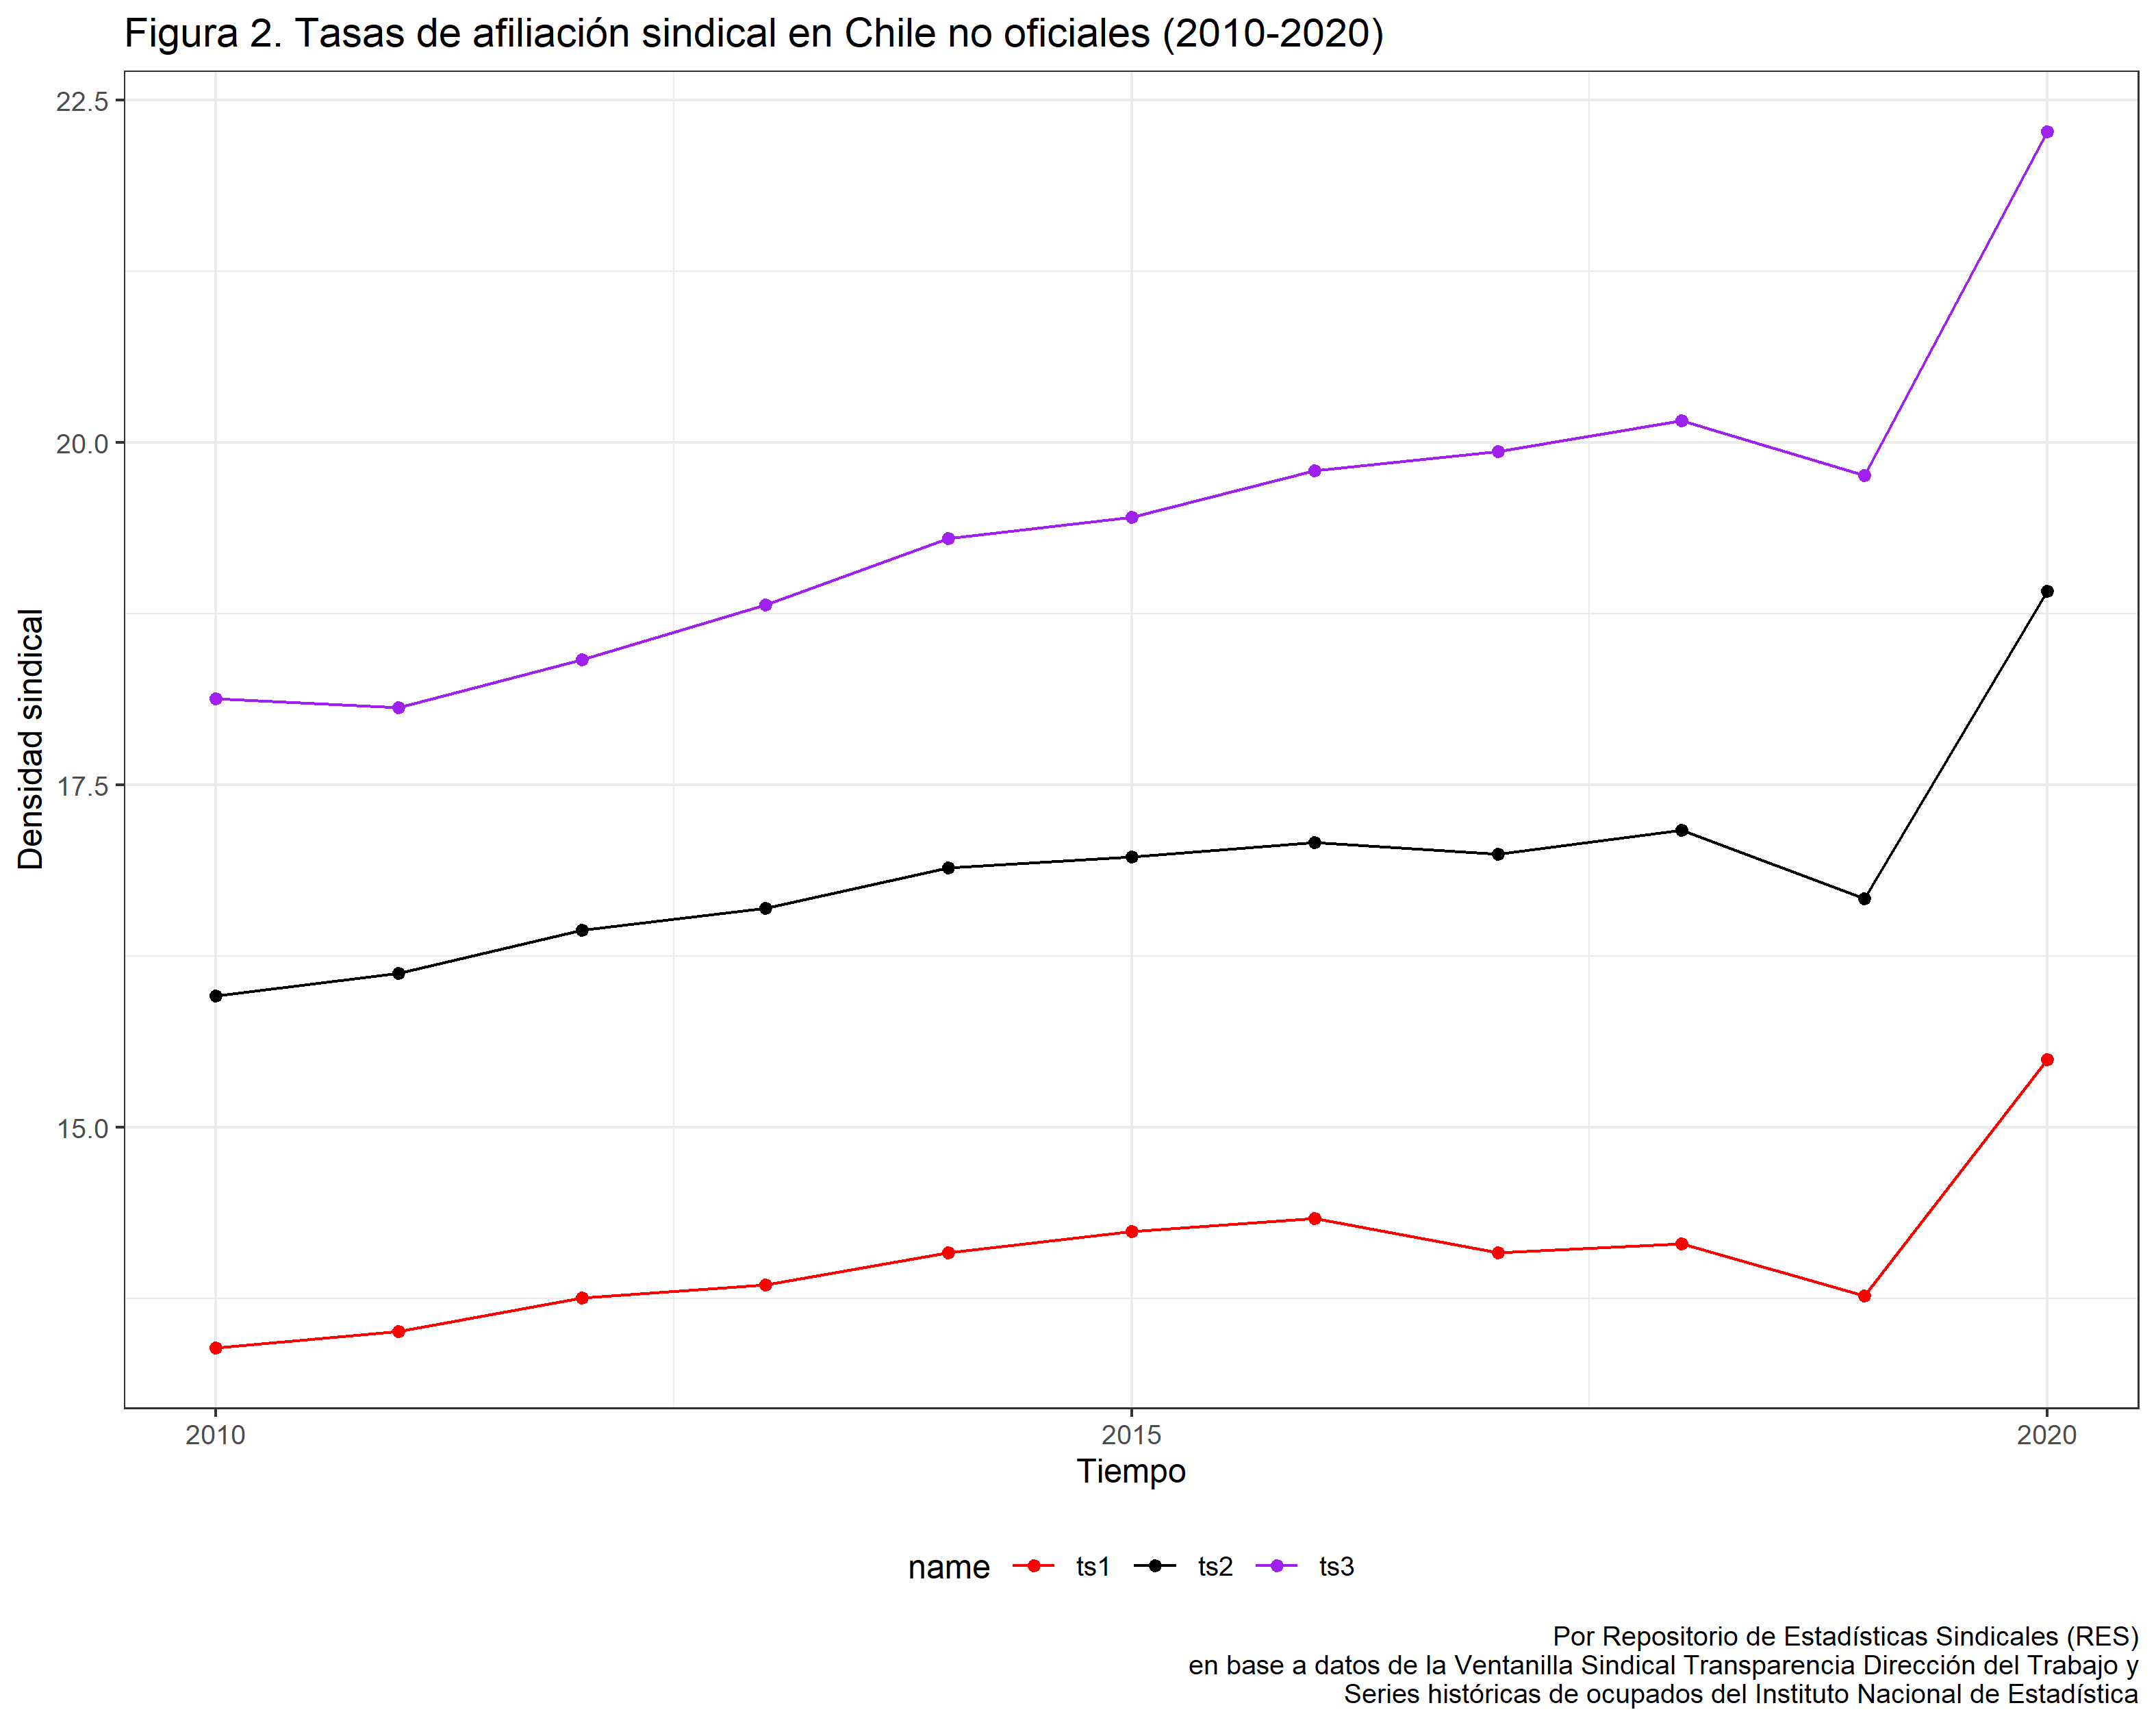 Figura 2. Tasas de afiliación sindical en Chile no oficiales (2010-2020)
22.5
20.0
17.5
15.0
Densidad sindical
2010
2015
2020
Tiempo
name
ts1
ts2
ts3
Por Repositorio de Estadísticas Sindicales (RES)
en base a datos de la Ventanilla Sindical Transparencia Dirección del Trabajo y
Series históricas de ocupados del Instituto Nacional de Estadística